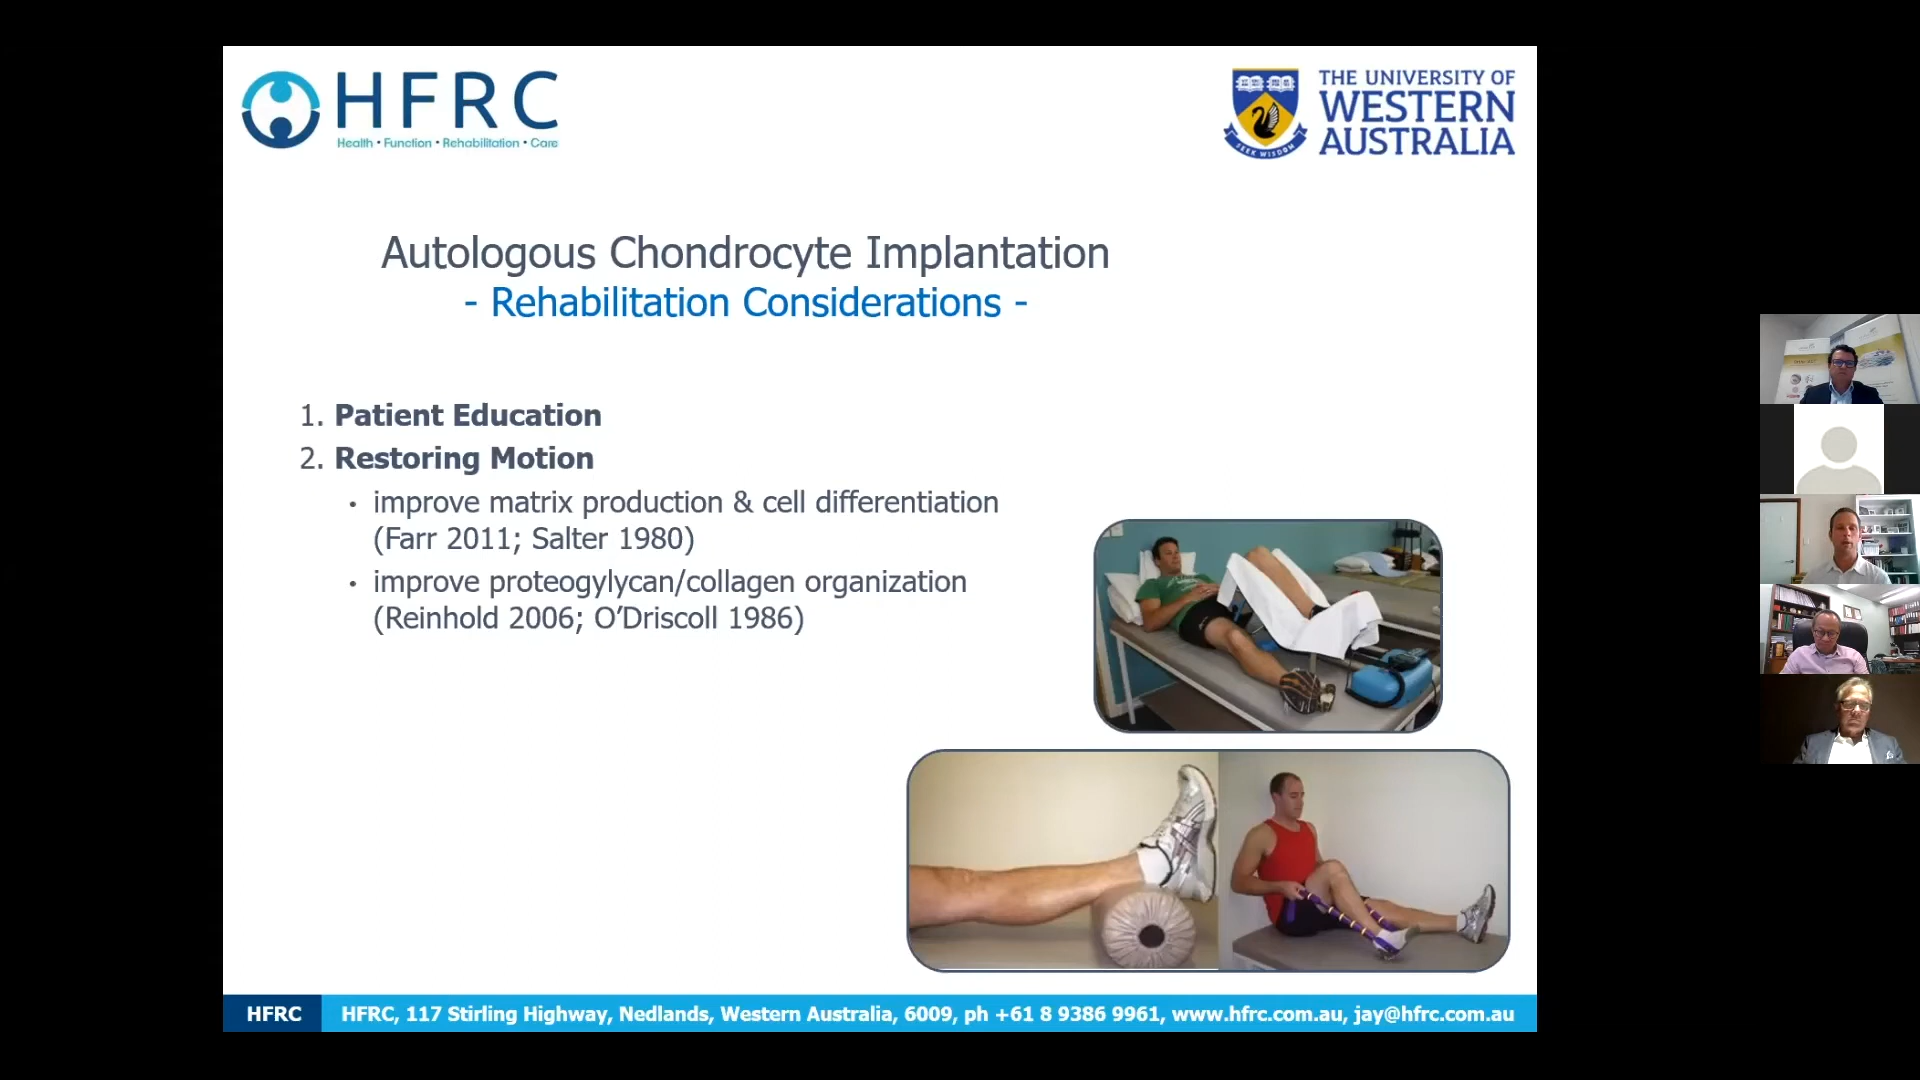 HFRC
Health • Function • Rehabilitation • Care
THE UNIVERSITY OF
WESTERN
AUSTRALIA
SEEK WISDOM
Autologous Chondrocyte Implantation
- Rehabilitation Considerations -
1. Patient Education
2. Restoring Motion
• improve matrix production & cell differentiation
(Farr 2011; Salter 1980)
• improve proteogylycan/collagen organization
(Reinhold 2006; O’Driscoll 1986)
HFRC
HFRC, 117 Stirling Highway, Nedlands, Western Australia, 6009, ph +61 8 9386 9961, www.hfrc.com.au, jay@hfrc.com.au